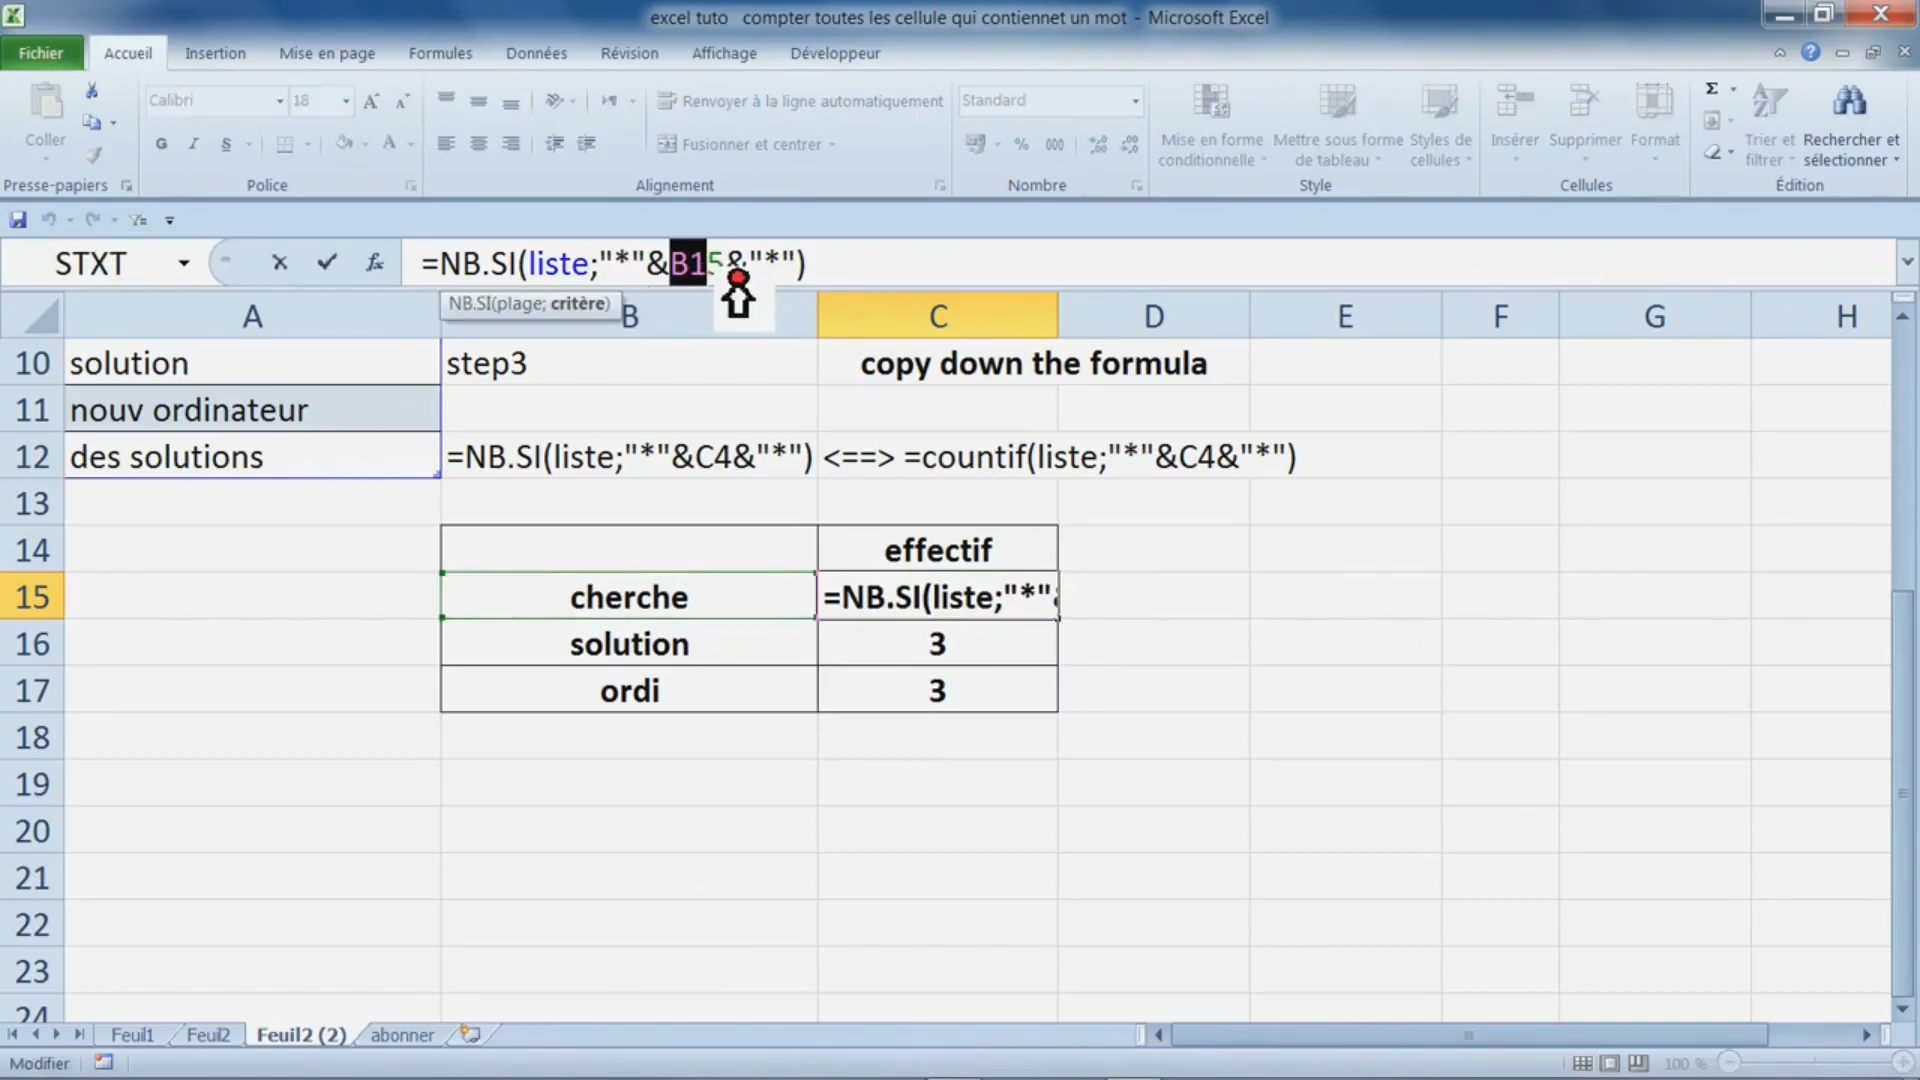 excel tuto compter toutes les cellule qui contiennet un mot - Microsoft Excel
Fichier Accueil Insertion Mise en page Formules Données Révision Affichage Développeur
Calibri 18 Renvoyer à la ligne automatiquement Standard
Coller G I S A Fusionner et centrer % 000 Mise en forme conditionnelle Mettre sous forme de tableau Styles de cellules Insérer Supprimer Format Σ Trier et filtrer Rechercher et sélectionner
Presse-papiers Police Alignement Nombre Style Cellules Édition
STXT fx =NB.SI(liste;"*"&B15&"*")
NB.SI(plage; critère)
A B C D E F G H
10 solution step3 copy down the formula
11 nouv ordinateur
12 des solutions =NB.SI(liste;"*"&C4&"*") <==> =countif(liste;"*"&C4&"*")
13
14 effectif
15 cherche =NB.SI(liste;"*"&
16 solution 3
17 ordi 3
18
19
20
21
22
23
24
Feuil1 Feuil2 Feuil2 (2) abonner
Modifier 100 %